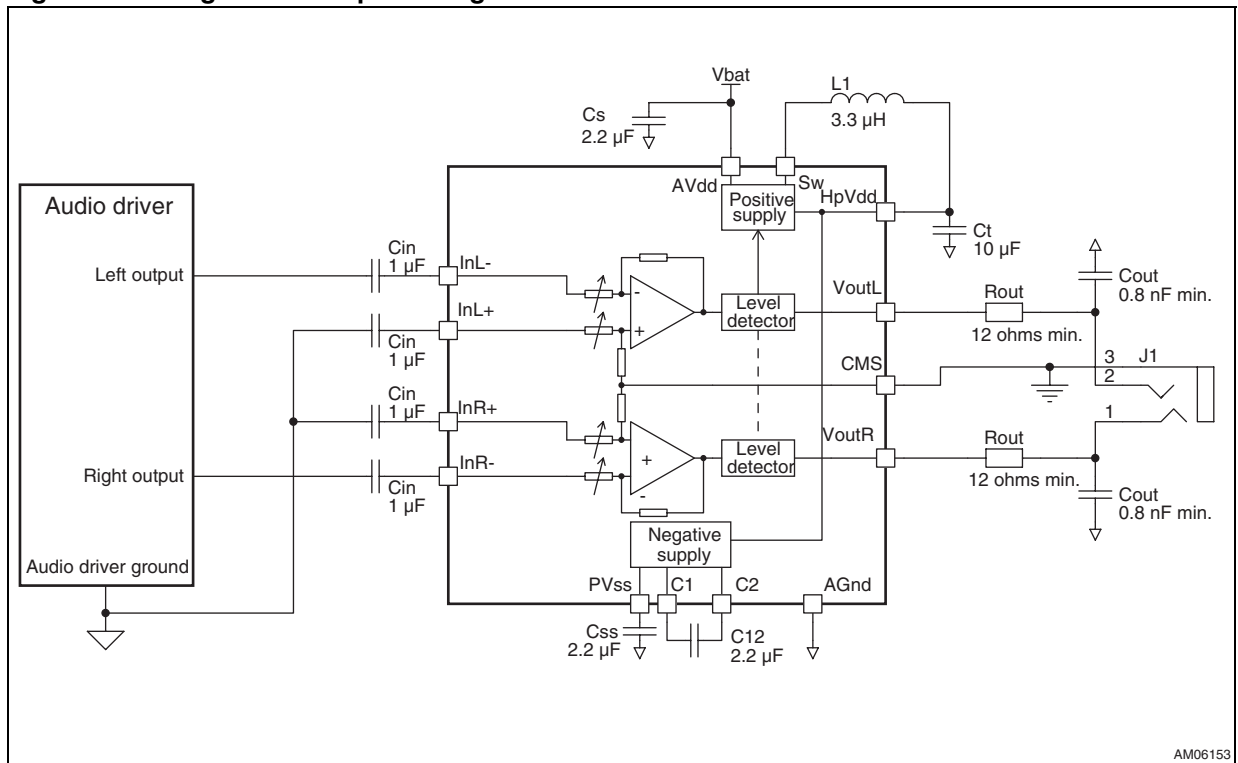 Vbat
L1
3.3 µH
Cs
2.2 µF
AVdd
Sw
HpVdd
Positive
supply
Ct
10 µF
Audio driver
Left output
Cin
1 µF
InL-
InL+
Cin
1 µF
-
+
Level
detector
VoutL
Rout
12 ohms min.
Cout
0.8 nF min.
CMS
3
J1
2
1
Cin
1 µF
InR+
InR-
Right output
Cin
1 µF
+
-
Level
detector
VoutR
Rout
12 ohms min.
Cout
0.8 nF min.
Negative
supply
Audio driver ground
PVss
C1
C2
AGnd
Css
2.2 µF
C12
2.2 µF
AM06153